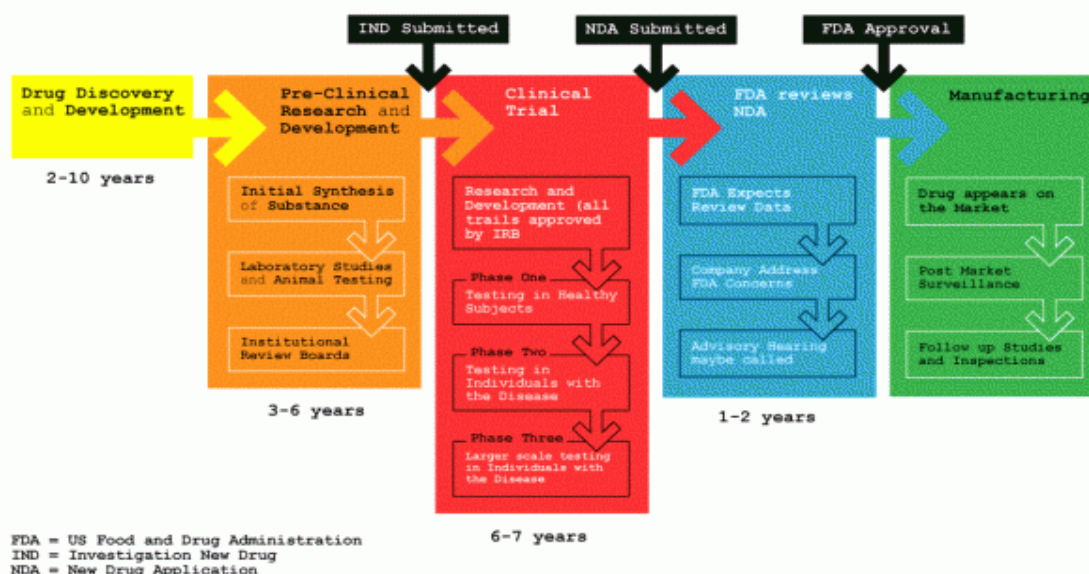 IND Submitted
NDA Submitted
FDA Approval
Drug Discovery
and Development
2-10 years
Pre-Clinical
Research and
Development
Initial Synthesis
of Substance
Laboratory Studies
and Animal Testing
Institutional
Review Boards
3-6 years
Clinical
Trial
Research and
Development (all
trails approved
by IRB
Phase One
Testing in Healthy
Subjects
Phase Two
Testing in
Individuals with
the Disease
Phase Three
Larger scale testing
in Individuals with
the Disease
6-7 years
FDA reviews
NDA
FDA Expects
Review Data
Company Address
FDA Concerns
Advisory Hearing
maybe called
1-2 years
Manufacturing
Drug appears on
the Market
Post Market
Surveillance
Follow up Studies
and Inspections
FDA = US Food and Drug Administration
IND = Investigation New Drug
NDA = New Drug Application